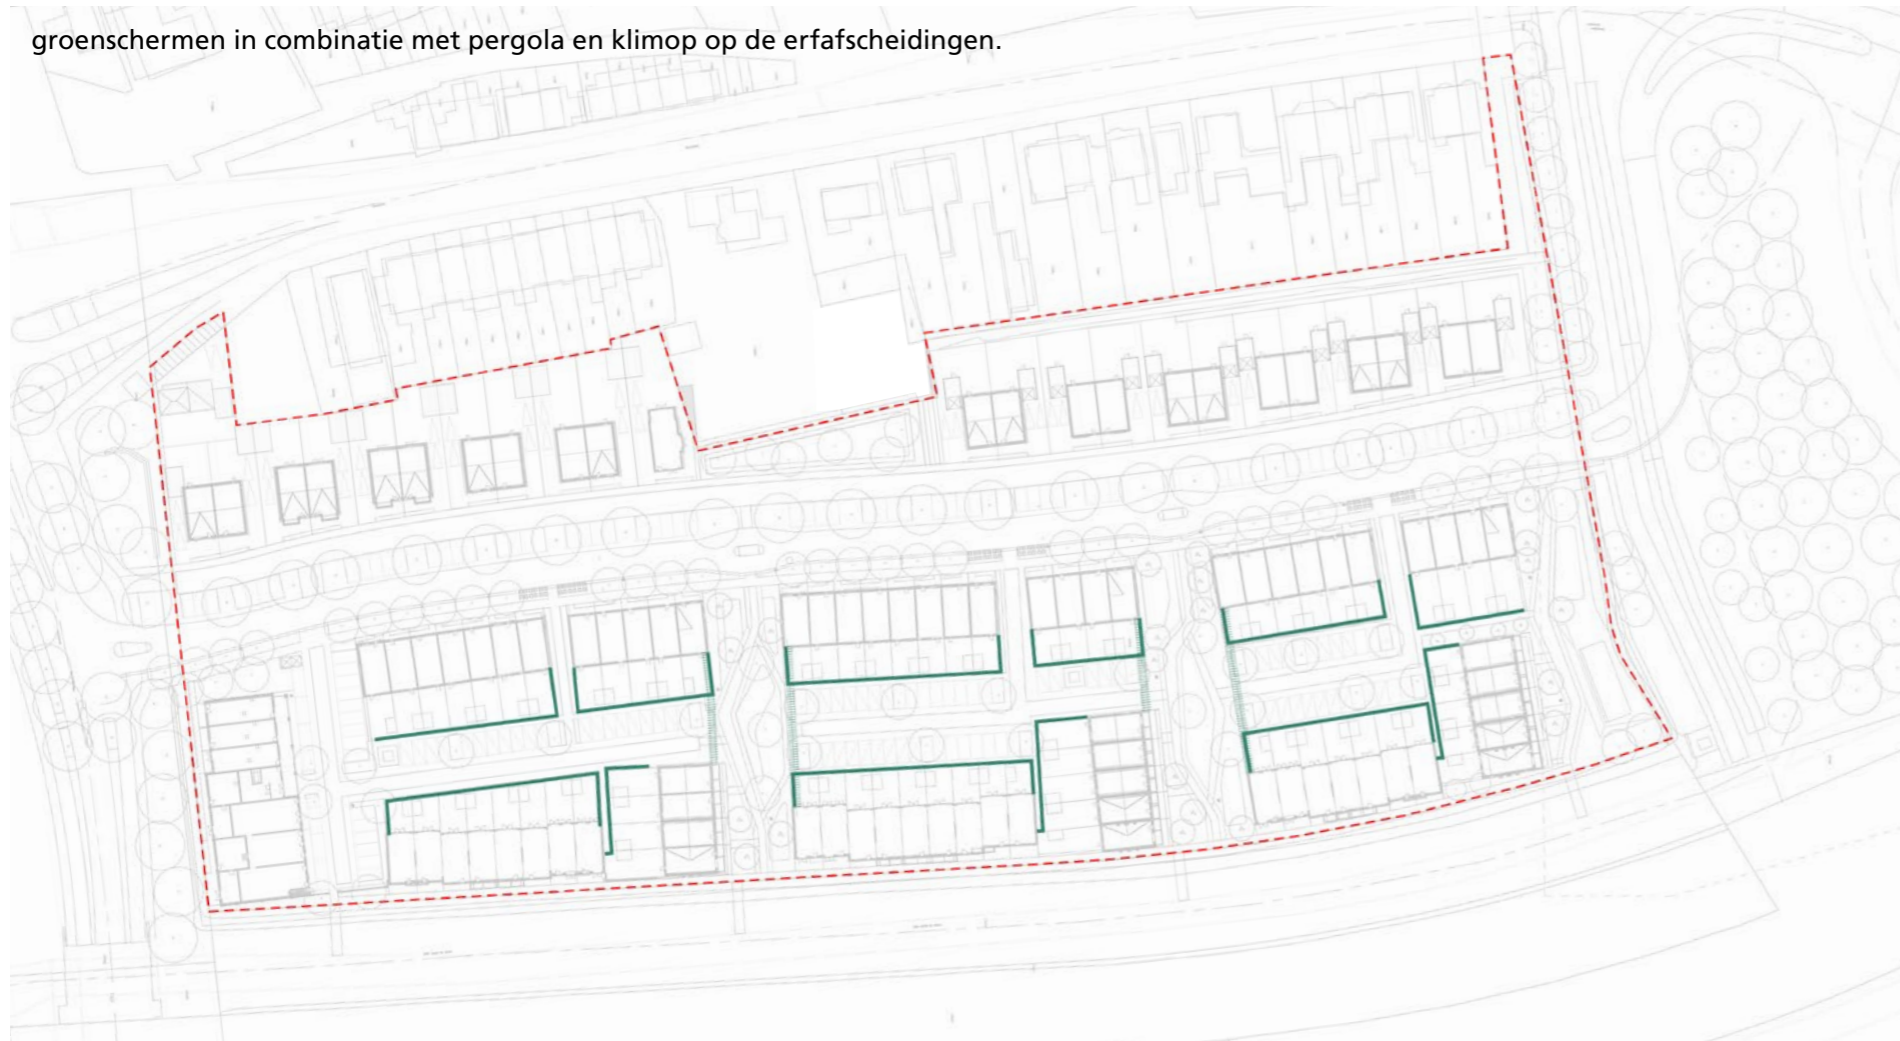 groenschermen in combinatie met pergola en klimop op de erfafscheidingen.